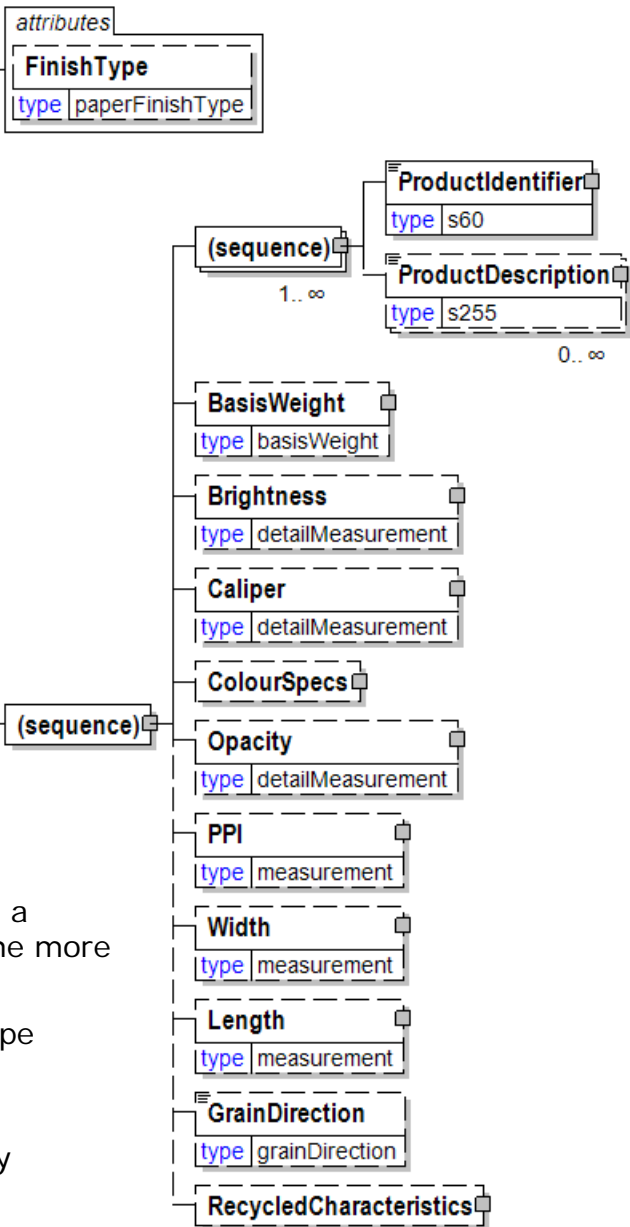 attributes
FinishType
type paperFinishType
ProductIdentifier
type s60
(sequence)
1.. ∞
ProductDescription
type s255
0.. ∞
BasisWeight
type basisWeight
Brightness
type detailMeasurement
Caliper
type detailMeasurement
ColourSpecs
(sequence)
Opacity
type detailMeasurement
PPI
type measurement
a
ne more
Width
type measurement
pe
Length
type measurement
y
GrainDirection
type grainDirection
RecycledCharacteristics